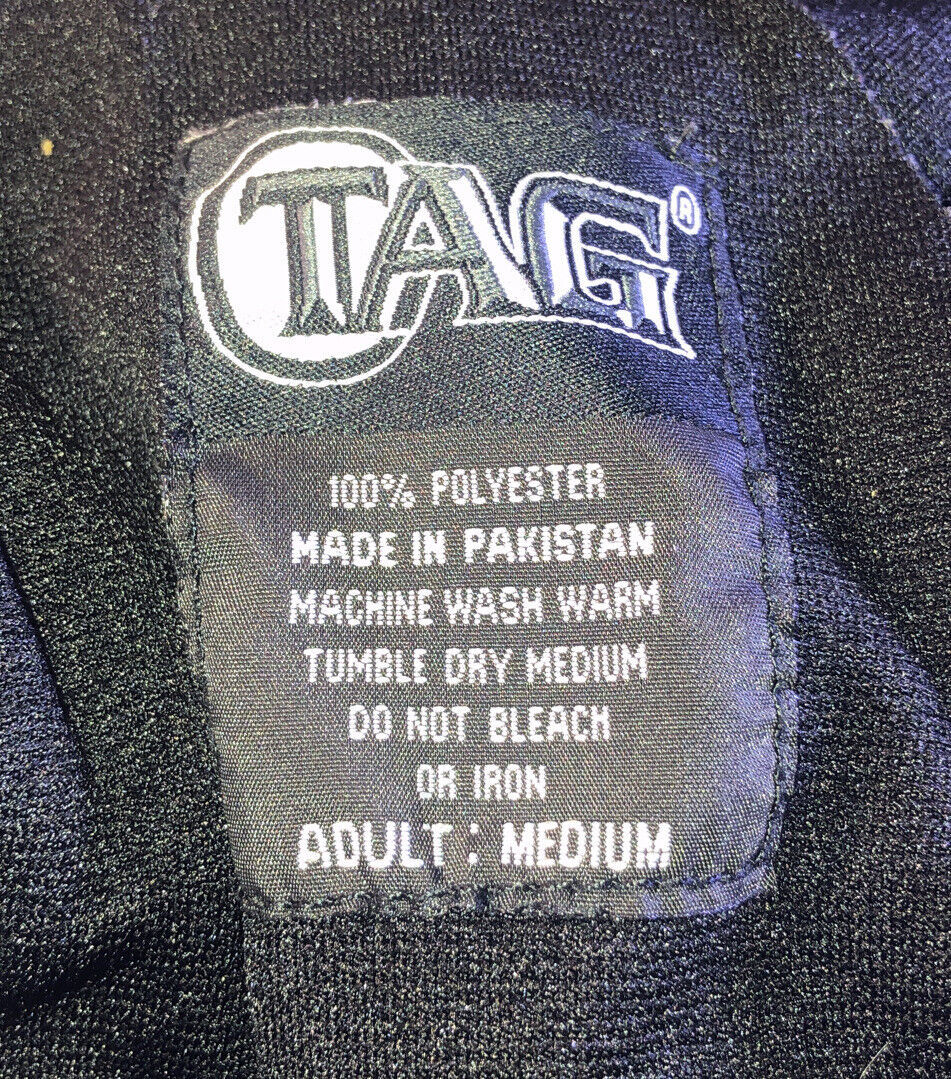 TAG®
100% POLYESTER
MADE IN PAKISTAN
MACHINE WASH WARM
TUMBLE DRY MEDIUM
DO NOT BLEACH
OR IRON
ADULT : MEDIUM